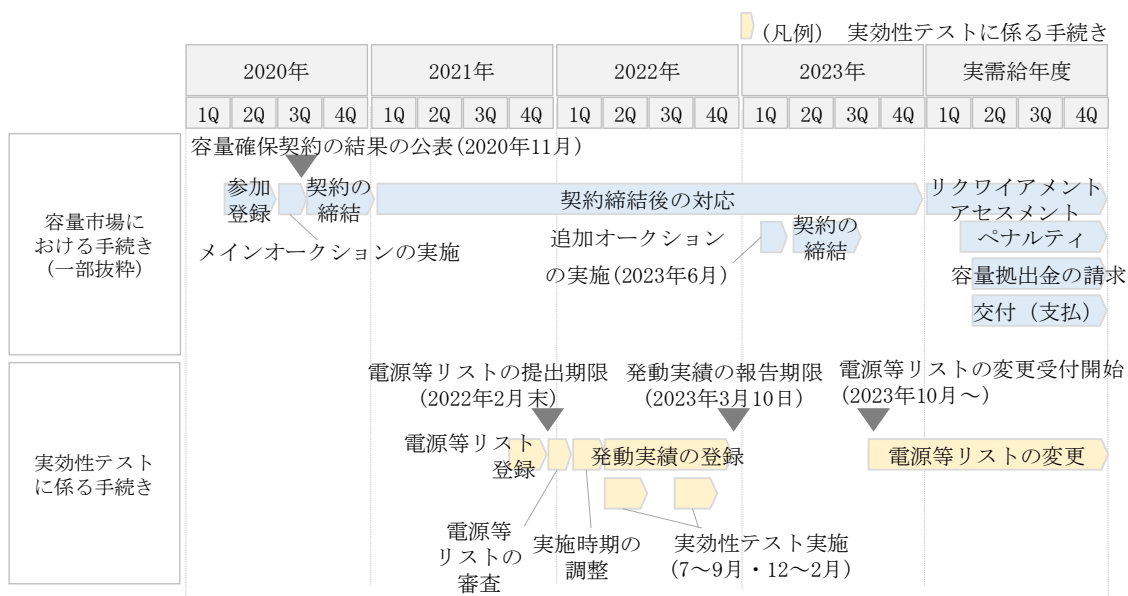 (凡例) 実効性テストに係る手続き
2020年 2021年 2022年 2023年 実需給年度
1Q 2Q 3Q 4Q 1Q 2Q 3Q 4Q 1Q 2Q 3Q 4Q 1Q 2Q 3Q 4Q 1Q 2Q 3Q 4Q
容量市場に
おける手続き
(一部抜粋)
容量確保契約の結果の公表(2020年11月)
参加
登録
契約の
締結
メインオークションの実施
契約締結後の対応
追加オークション
の実施(2023年6月)
契約の
締結
リクワイアメント
アセスメント
ペナルティ
容量拠出金の請求
交付（支払）
実効性テスト
に係る手続き
電源等リストの提出期限
(2022年2月末)
発動実績の報告期限
(2023年3月10日)
電源等リストの変更受付開始
(2023年10月～)
電源等リスト
登録
発動実績の登録
電源等リストの変更
電源等
リストの
審査
実施時期の
調整
実効性テスト実施
(7～9月・12～2月)